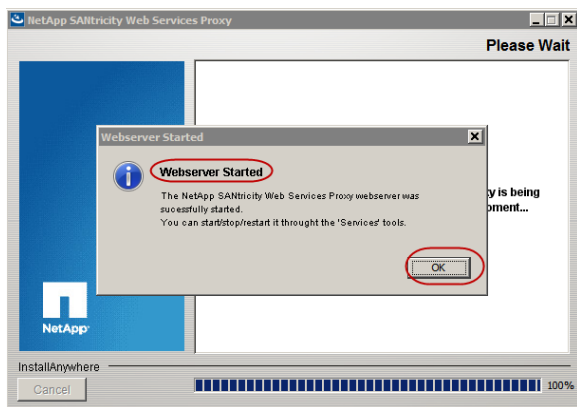 NetApp SANtricity Web Services Proxy
Please Wait
Webserver Started
Webserver Started
The NetApp SANtricity Web Services Proxy webserver was
sucessfully started.
You can start/stop/restart it throught the 'Services' tools.
OK
y is being
oment...
NetApp
InstallAnywhere
Cancel
100%